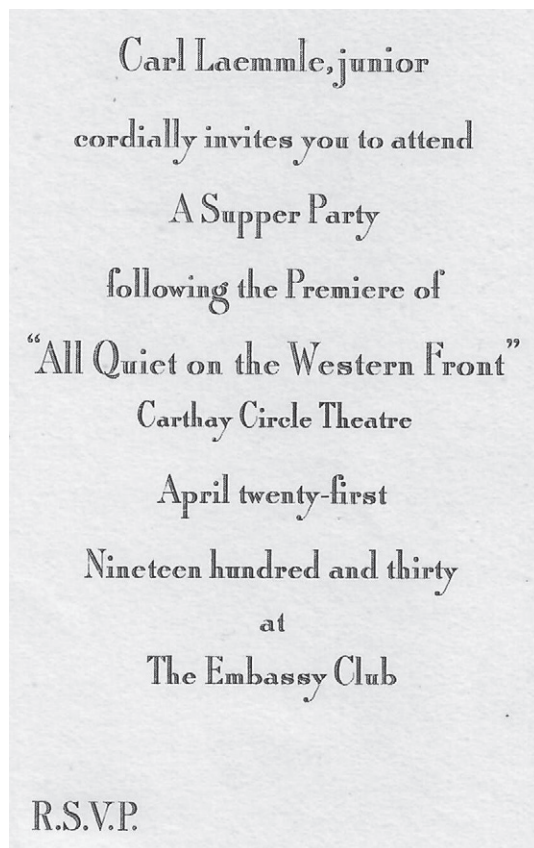 Carl Laemmle, junior
cordially invites you to attend
A Supper Party
following the Premiere of
“All Quiet on the Western Front”
Carthay Circle Theatre
April twenty-first
Nineteen hundred and thirty
at
The Embassy Club
R.S.V.P.